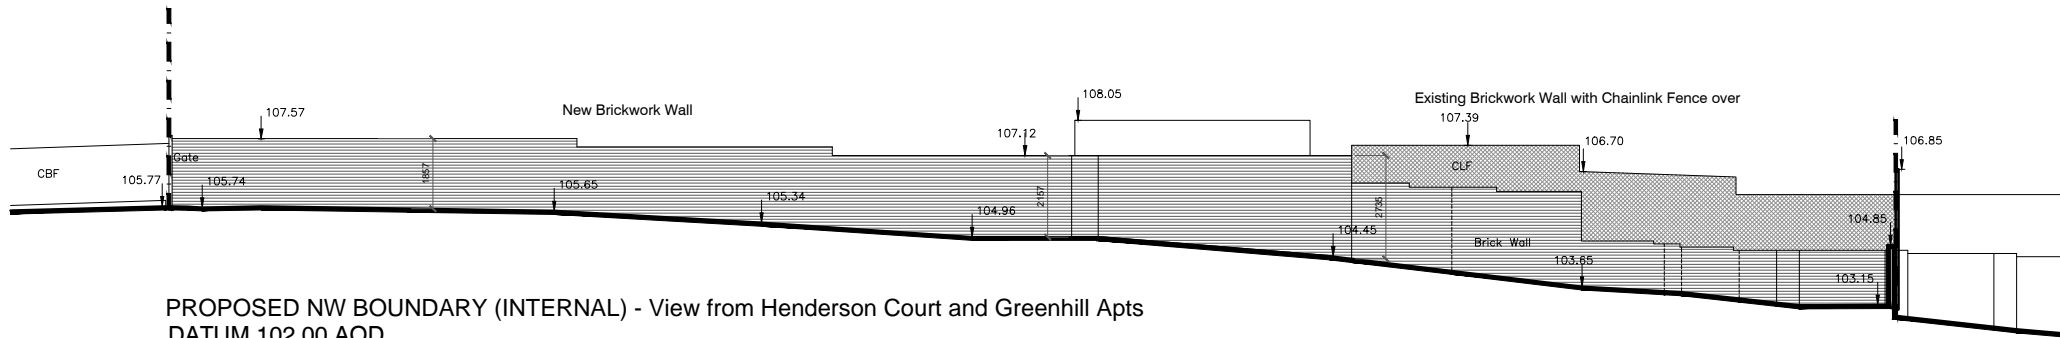 108.05
Existing Brickwork Wall with Chainlink Fence over
107.57
New Brickwork Wall
107.39
107.12
106.70
106.85
Gate
CBF
CLF
1857
2157
2735
105.77
105.74
105.65
105.34
104.96
104.85
104.45
Brick Wall
103.65
103.15
PROPOSED NW BOUNDARY (INTERNAL) - View from Henderson Court and Greenhill Apts
DATUM 102.00 AOD